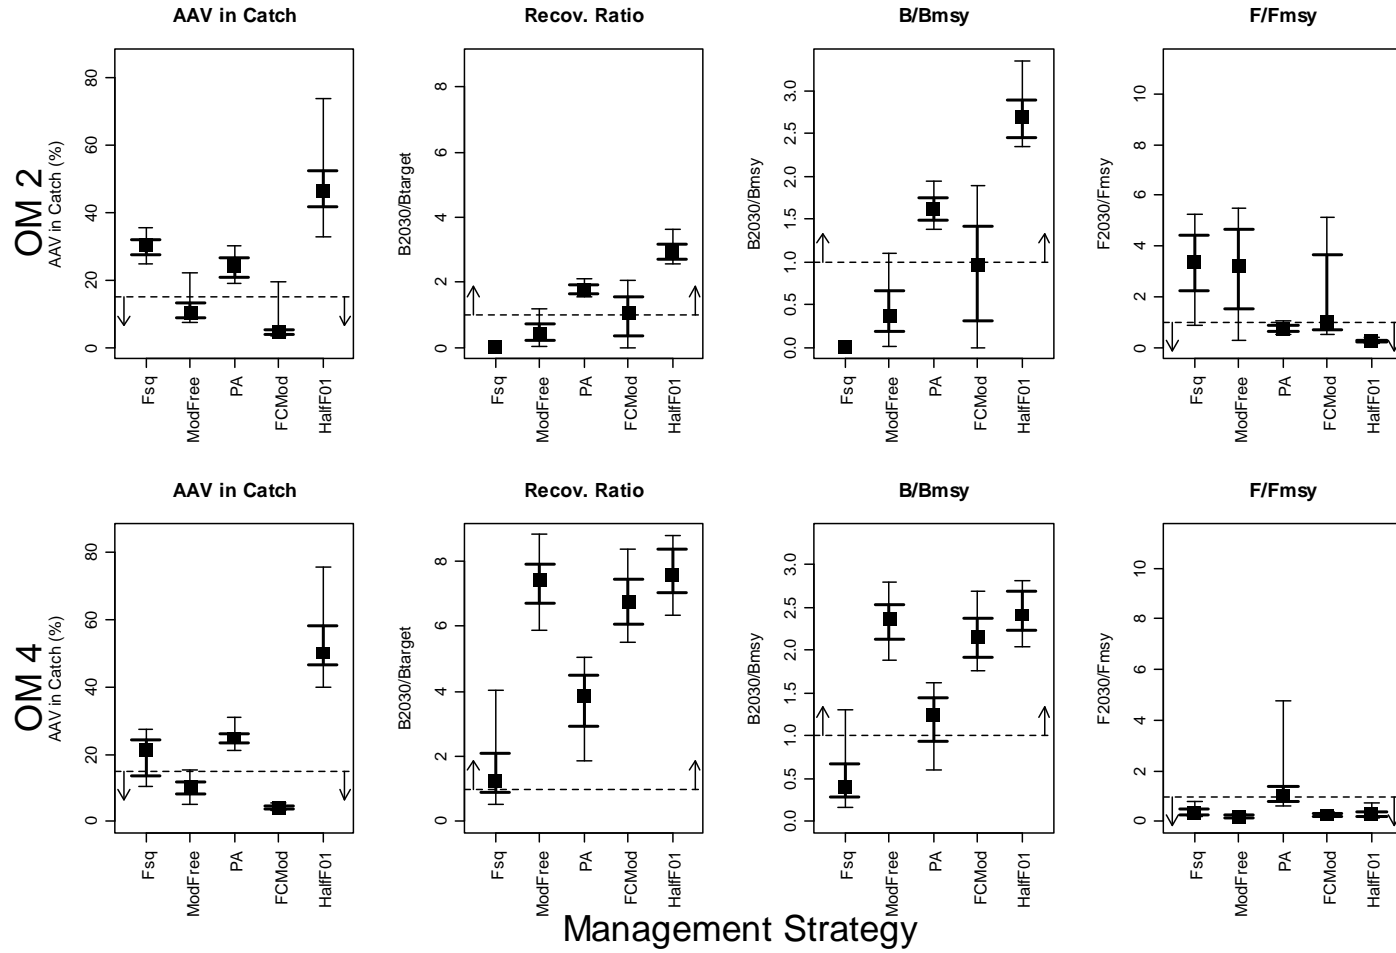 AAV in Catch
Recov. Ratio
B/Bmsy
F/Fmsy
OM 2
AAV in Catch (%)
0
20
40
60
80
Fsq
ModFree
PA
FCMod
HalfF01
B2030/Btarget
0
2
4
6
8
Fsq
ModFree
PA
FCMod
HalfF01
B2030/Bmsy
0.0
0.5
1.0
1.5
2.0
2.5
3.0
Fsq
ModFree
PA
FCMod
HalfF01
F2030/Fmsy
0
2
4
6
8
10
Fsq
ModFree
PA
FCMod
HalfF01
AAV in Catch
Recov. Ratio
B/Bmsy
F/Fmsy
OM 4
AAV in Catch (%)
0
20
40
60
80
Fsq
ModFree
PA
FCMod
HalfF01
B2030/Btarget
0
2
4
6
8
Fsq
ModFree
PA
FCMod
HalfF01
B2030/Bmsy
0.0
0.5
1.0
1.5
2.0
2.5
3.0
Fsq
ModFree
PA
FCMod
HalfF01
F2030/Fmsy
0
2
4
6
8
10
Fsq
ModFree
PA
FCMod
HalfF01
Management Strategy